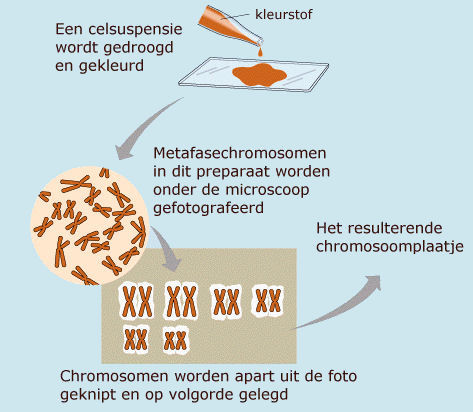 Een celsuspensie
wordt gedroogd
en gekleurd
kleurstof
Metafasechromosomen
in dit preparaat worden
onder de microscoop
gefotografeerd
Het resulterende
chromosoomplaatje
Chromosomen worden apart uit de foto
geknipt en op volgorde gelegd